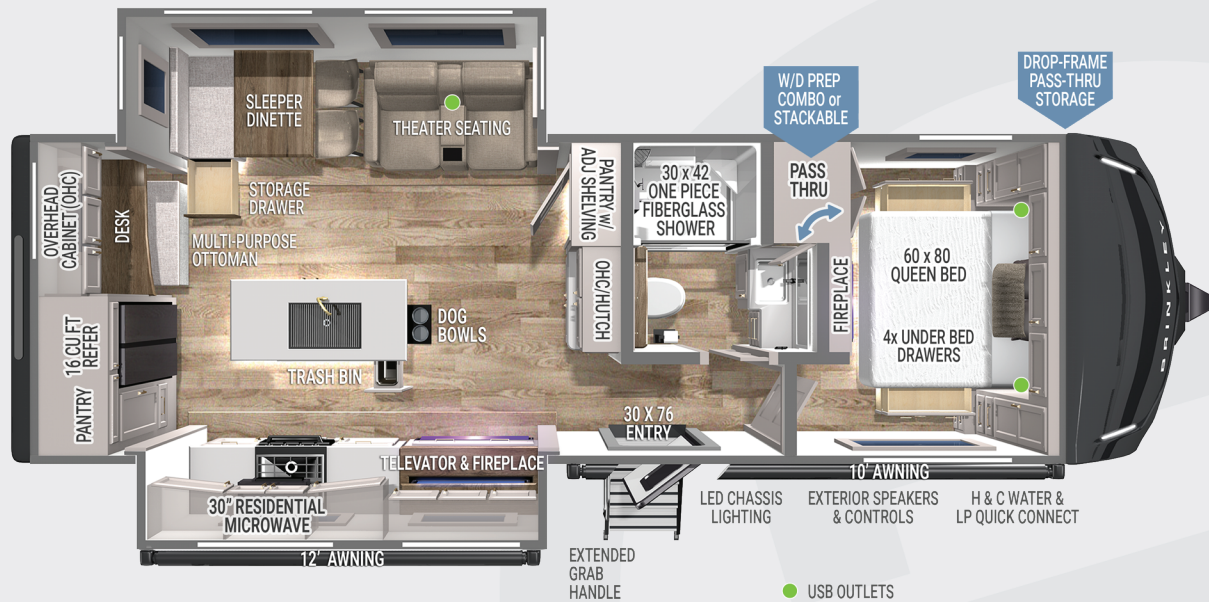 SLEEPER
DINETTE
THEATER SEATING
W/D PREP
COMBO or
STACKABLE
DROP-FRAME
PASS-THRU
STORAGE
OVERHEAD
CABINET (OHC)
DESK
STORAGE
DRAWER
MULTI-PURPOSE
OTTOMAN
PANTRY w/
ADJ SHELVING
30 x 42
ONE PIECE
FIBERGLASS
SHOWER
PASS
THRU
OHC/HUTCH
FIREPLACE
60 x 80
QUEEN BED
4x UNDER BED
DRAWERS
BRINKLEY
16 CU FT
REFER
PANTRY
DOG
BOWLS
TRASH BIN
30 X 76
ENTRY
TELEVATOR & FIREPLACE
30" RESIDENTIAL
MICROWAVE
12' AWNING
10' AWNING
LED CHASSIS
LIGHTING
EXTERIOR SPEAKERS
& CONTROLS
H & C WATER &
LP QUICK CONNECT
EXTENDED
GRAB
HANDLE
USB OUTLETS